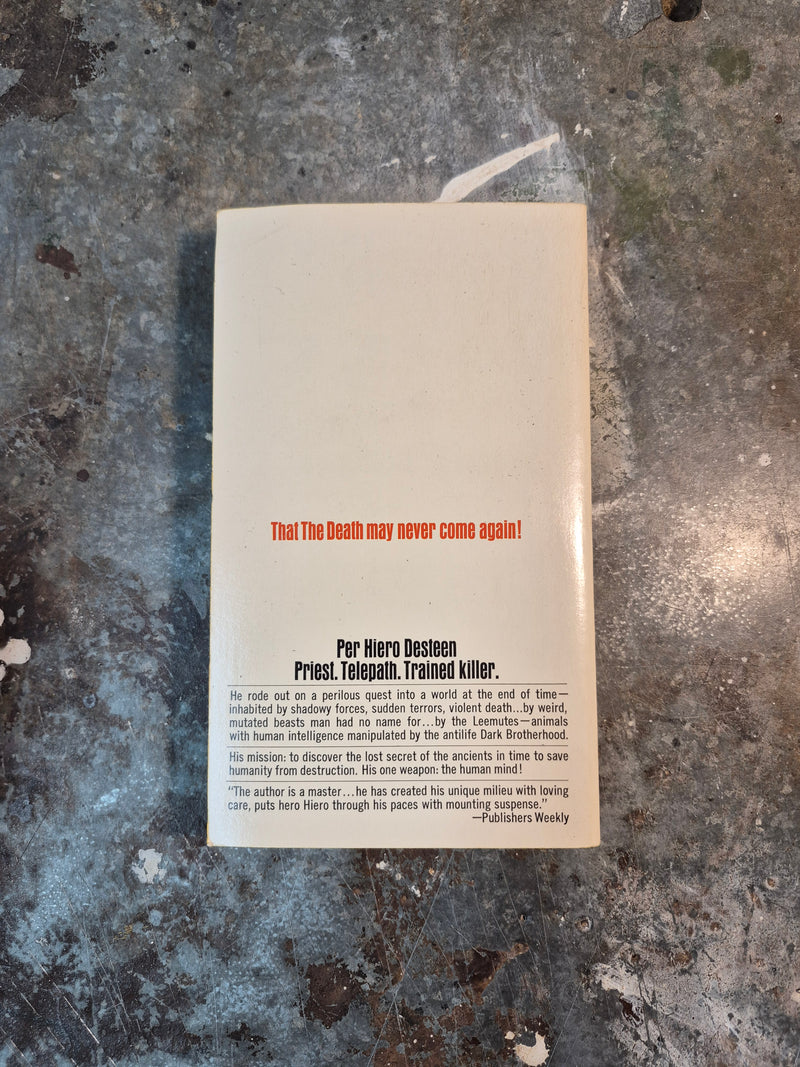 That The Death may never come again!
Per Hiero Desteen
Priest. Telepath. Trained killer.
He rode out on a perilous quest into a world at the end of time—
inhabited by shadowy forces, sudden terrors, violent death...by weird,
mutated beasts man had no name for...by the Leemutes—animals
with human intelligence manipulated by the antilife Dark Brotherhood.
His mission: to discover the lost secret of the ancients in time to save
humanity from destruction. His one weapon: the human mind!
“The author is a master...he has created his unique milieu with loving
care, puts hero Hiero through his paces with mounting suspense.”
—Publishers Weekly